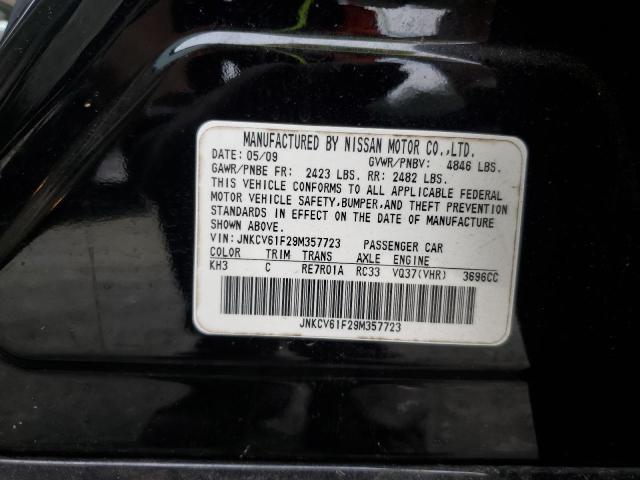 MANUFACTURED BY NISSAN MOTOR CO.,LTD.
DATE: 05/09 GVWR/PNBV: 4846 LBS.
GAWR/PNBE FR: 2423 LBS. RR: 2482 LBS.
THIS VEHICLE CONFORMS TO ALL APPLICABLE FEDERAL
MOTOR VEHICLE SAFETY,BUMPER,AND THEFT PREVENTION
STANDARDS IN EFFECT ON THE DATE OF MANUFACTURE
SHOWN ABOVE.
VIN: JNKCV61F29M357723 PASSENGER CAR
COLOR TRIM TRANS AXLE ENGINE
KH3 C RE7R01A RC33 VQ37(VHR) 3696CC
JNKCV61F29M357723